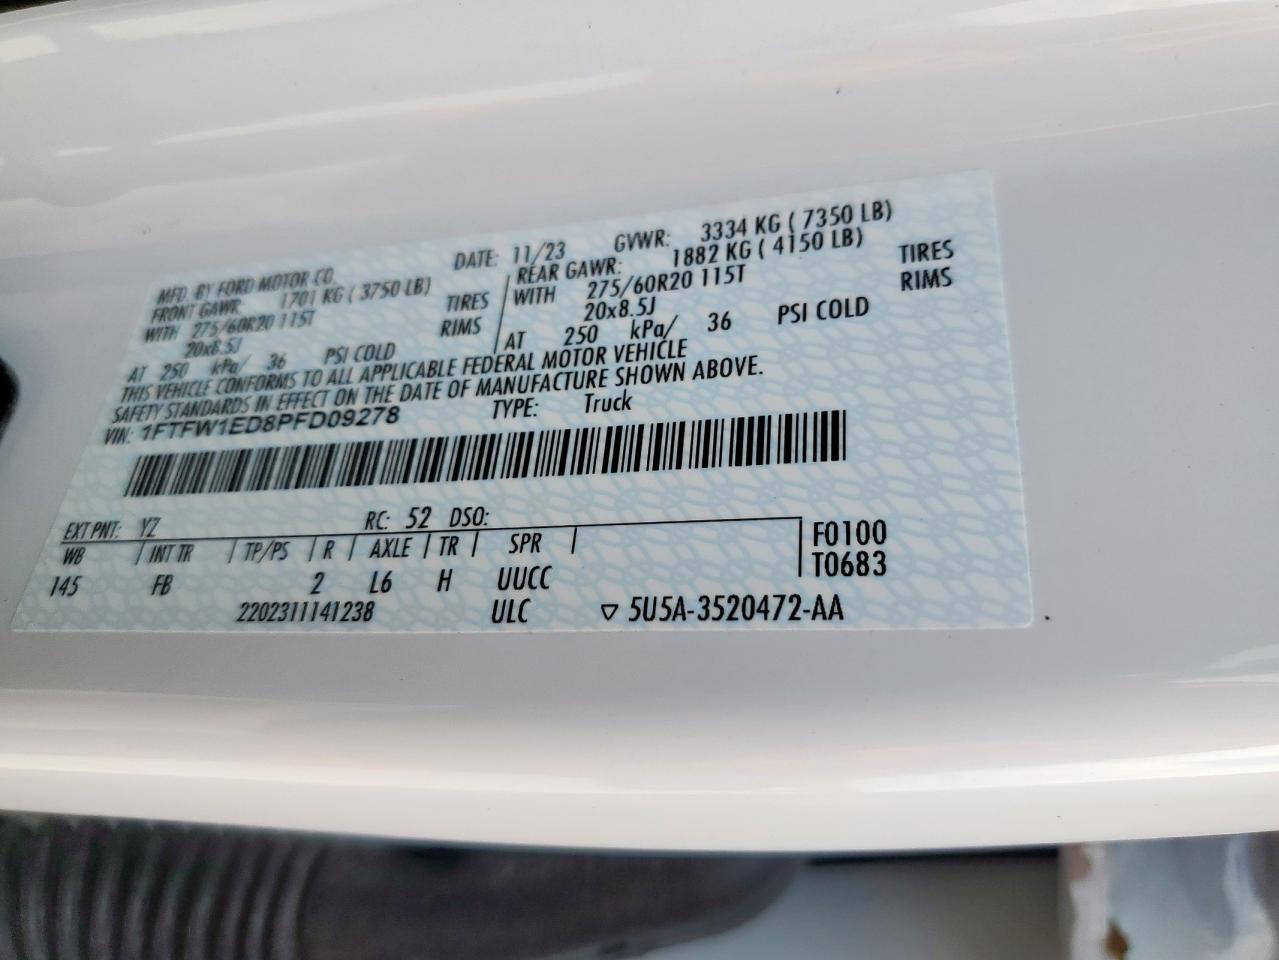 MFD. BY FORD MOTOR CO.
DATE: 11/23 GVWR: 3334 KG ( 7350 LB)
FRONT GAWR: 1701 KG ( 3750 LB) REAR GAWR: 1882 KG ( 4150 LB)
WITH 275/60R20 115T TIRES WITH 275/60R20 115T TIRES
20x8.5J RIMS 20x8.5J RIMS
AT 250 kPa/ 36 PSI COLD AT 250 kPa/ 36 PSI COLD
THIS VEHICLE CONFORMS TO ALL APPLICABLE FEDERAL MOTOR VEHICLE
SAFETY STANDARDS IN EFFECT ON THE DATE OF MANUFACTURE SHOWN ABOVE.
VIN: 1FTFW1ED8PFD09278 TYPE: Truck
EXT PNT: YZ RC: 52 DSO:
WB INT TR TP/PS R AXLE TR SPR F0100
145 FB 2 L6 H UUCC T0683
2202311141238 ULC ▽ 5U5A-3520472-AA